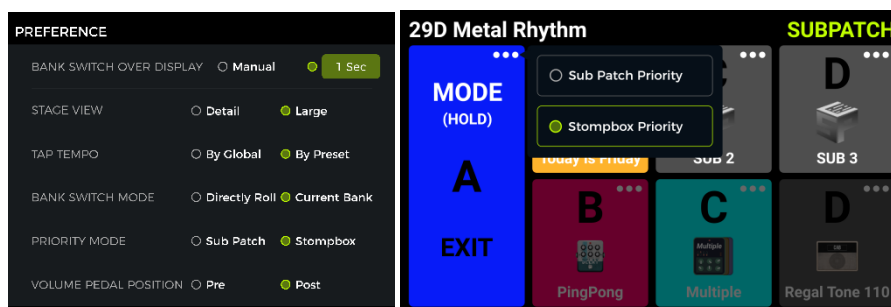 PREFERENCE
BANK SWITCH OVER DISPLAY Manual 1 Sec
STAGE VIEW Detail Large
TAP TEMPO By Global By Preset
BANK SWITCH MODE Directly Roll Current Bank
PRIORITY MODE Sub Patch Stompbox
VOLUME PEDAL POSITION Pre Post
29D Metal Rhythm SUBPATCH
MODE
(HOLD)
A
EXIT
Sub Patch Priority
Stompbox Priority
Today is Friday
C
SUB 2
D
SUB 3
B
PingPong
C
Multiple
Multiple
D
Regal Tone 110